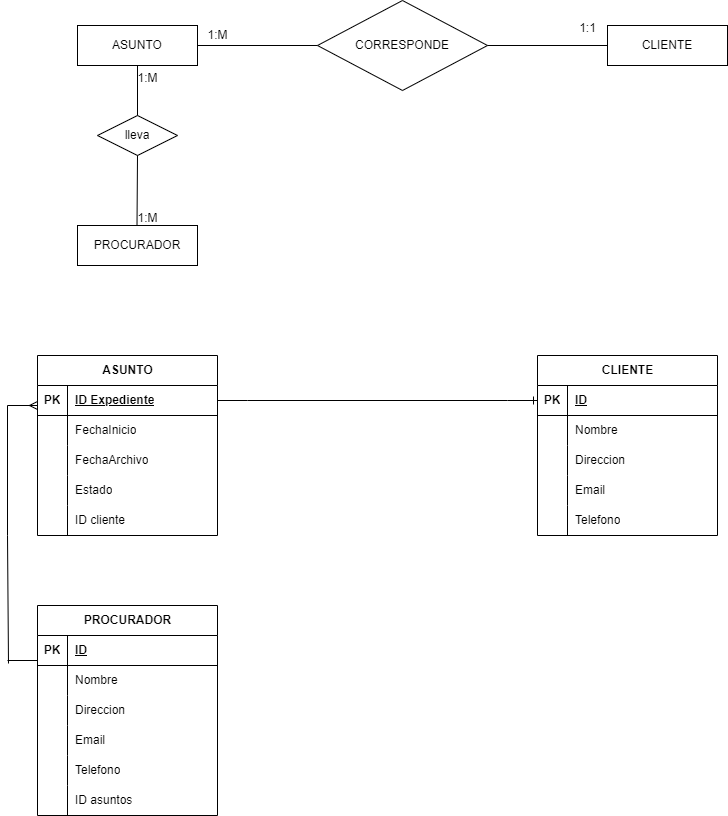 1:M
1:1
ASUNTO
CORRESPONDE
CLIENTE
1:M
lleva
1:M
PROCURADOR
ASUNTO
PK
ID Expediente
FechaInicio
FechaArchivo
Estado
ID cliente
CLIENTE
PK
ID
Nombre
Direccion
Email
Telefono
PROCURADOR
PK
ID
Nombre
Direccion
Email
Telefono
ID asuntos